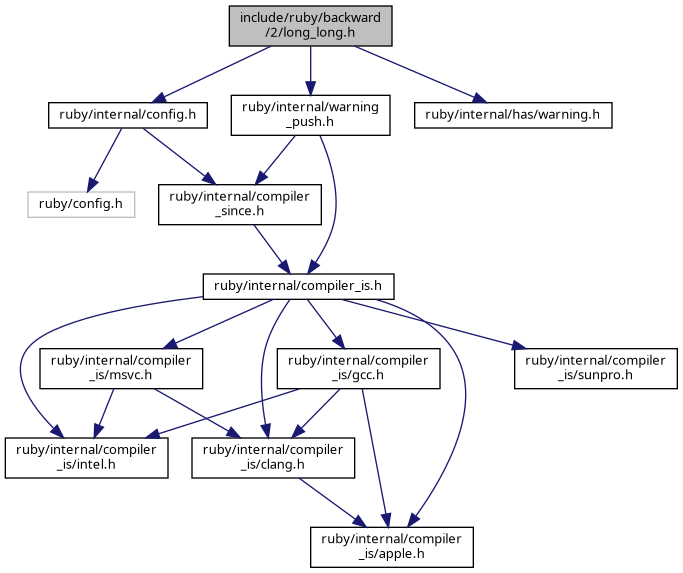 include/ruby/backward
/2/long_long.h
ruby/internal/config.h
ruby/internal/warning
_push.h
ruby/internal/has/warning.h
ruby/config.h
ruby/internal/compiler
_since.h
ruby/internal/compiler_is.h
ruby/internal/compiler
_is/msvc.h
ruby/internal/compiler
_is/gcc.h
ruby/internal/compiler
_is/sunpro.h
ruby/internal/compiler
_is/intel.h
ruby/internal/compiler
_is/clang.h
ruby/internal/compiler
_is/apple.h